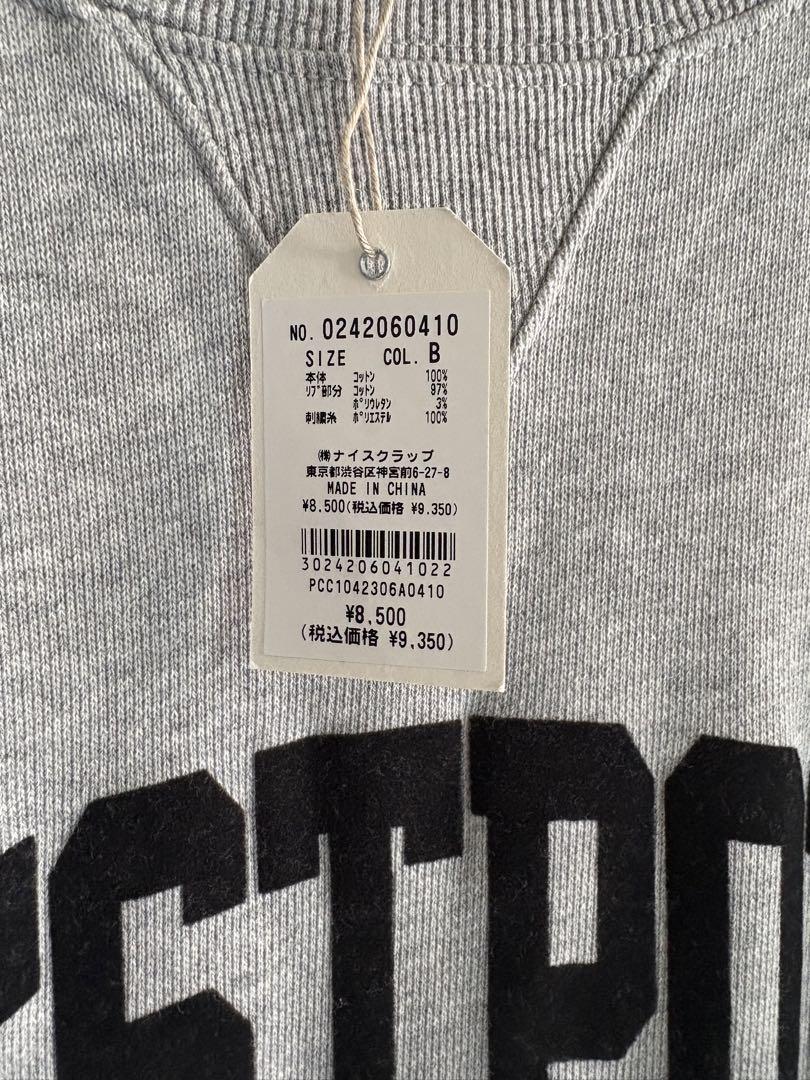 NO. 0242060410
SIZE COL. B
本体 コットン 100%
リブ部分 コットン 97%
ポリウレタン 3%
刺繍糸 ポリエステル 100%
㈱ナイスクラップ
東京都渋谷区神宮前6-27-8
MADE IN CHINA
¥8,500(税込価格 ¥9,350)
3024206041022
PCC1042306A0410
¥8,500
(税込価格 ¥9,350)